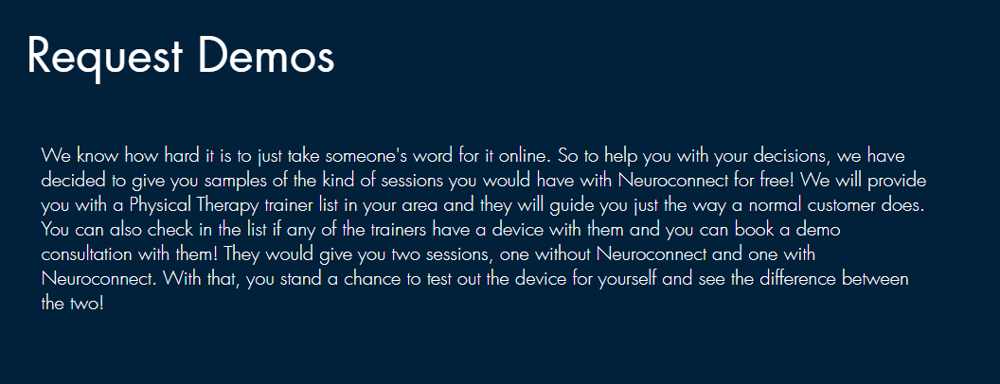 Request Demos
We know how hard it is to just take someone's word for it online. So to help you with your decisions, we have
decided to give you samples of the kind of sessions you would have with Neuroconnect for free! We will provide
you with a Physical Therapy trainer list in your area and they will guide you just the way a normal customer does.
You can also check in the list if any of the trainers have a device with them and you can book a demo
consultation with them! They would give you two sessions, one without Neuroconnect and one with
Neuroconnect. With that, you stand a chance to test out the device for yourself and see the difference between
the two!